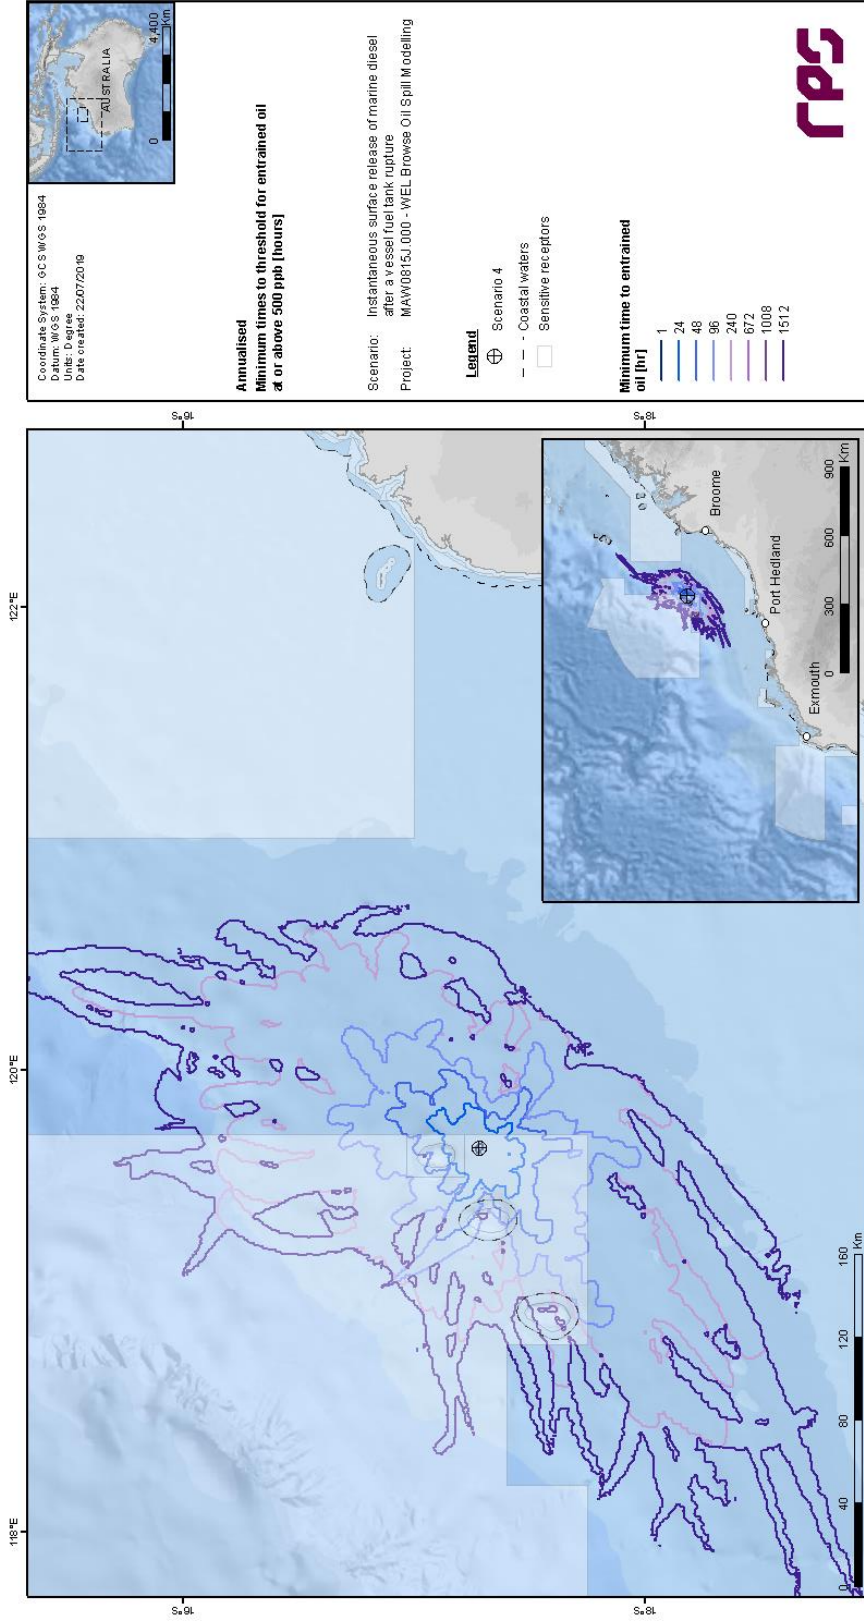 122°E
120°E
118°E
16°S
18°S
16°S
18°S
0 40 80 120 160 Km
Broome
Port Hedland
Exmouth
0 300 600 900 Km
Coordinate System: GCS WGS 1984
Datum: WGS 1984
Units: Degree
Date created: 22/07/2019
AUSTRALIA
0 4,400 Km
Annualised
Minimum times to threshold for entrained oil
at or above 500 ppb [hours]
Scenario: Instantaneous surface release of marine diesel
after a vessel fuel tank rupture
Project: MAW0815J.000 - WEL Browse Oil Spill Modelling
Legend
Scenario 4
Coastal waters
Sensitive receptors
Minimum time to entrained
oil [hr]
1
24
48
96
240
672
1008
1512
rps